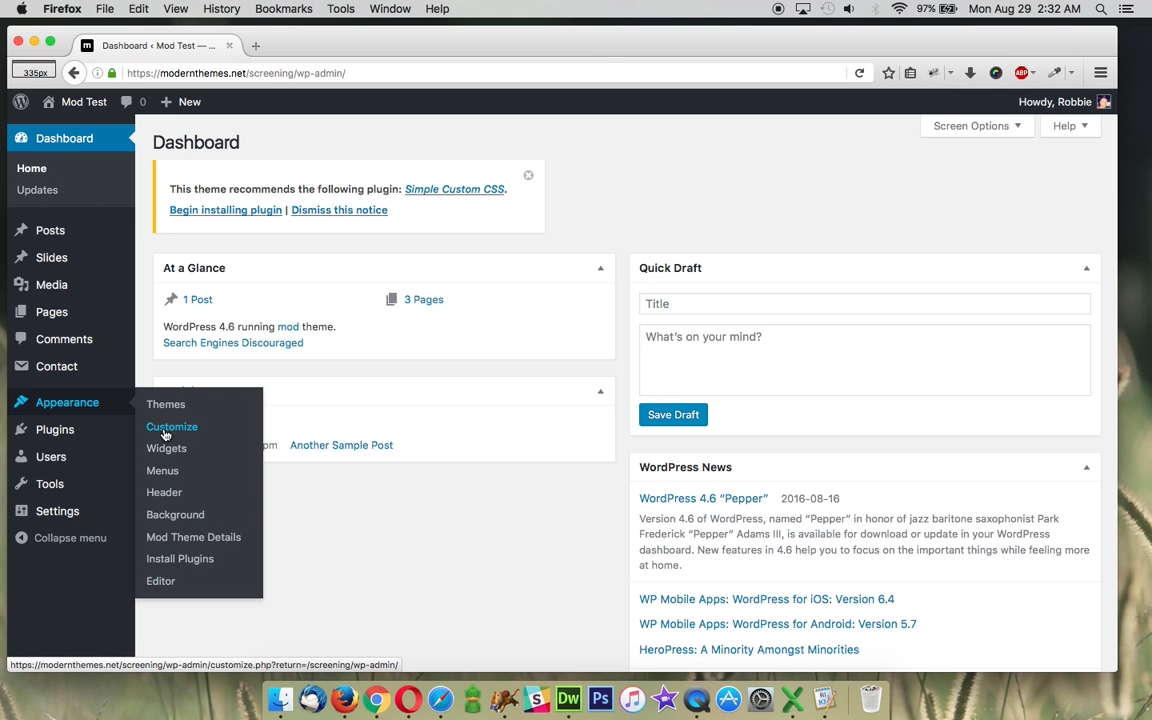 Firefox File Edit View History Bookmarks Tools Window Help 97% Mon Aug 29 2:32 AM
m Dashboard ‹ Mod Test — ...
335px https://modernthemes.net/screening/wp-admin/ ABP
Mod Test 0 + New Howdy, Robbie
Screen Options Help
Dashboard
Home
Updates
Posts
Slides
Media
Pages
Comments
Contact
Appearance
Plugins
Users
Tools
Settings
Collapse menu
Themes
Customize
Widgets
Menus
Header
Background
Mod Theme Details
Install Plugins
Editor
Dashboard
This theme recommends the following plugin: Simple Custom CSS.
Begin installing plugin | Dismiss this notice
At a Glance
1 Post 3 Pages
WordPress 4.6 running mod theme.
Search Engines Discouraged
pm Another Sample Post
Quick Draft
Title
What's on your mind?
Save Draft
WordPress News
WordPress 4.6 “Pepper” 2016-08-16
Version 4.6 of WordPress, named “Pepper” in honor of jazz baritone saxophonist Park
Frederick “Pepper” Adams III, is available for download or update in your WordPress
dashboard. New features in 4.6 help you to focus on the important things while feeling more
at home.
WP Mobile Apps: WordPress for iOS: Version 6.4
WP Mobile Apps: WordPress for Android: Version 5.7
HeroPress: A Minority Amongst Minorities
https://modernthemes.net/screening/wp-admin/customize.php?return=/screening/wp-admin/
Dw Ps